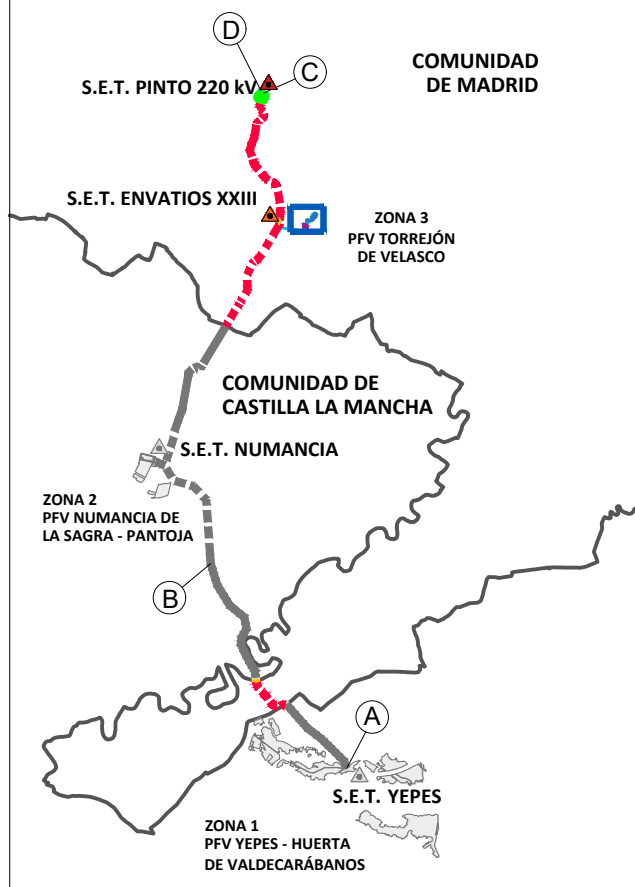 D
C
COMUNIDAD
DE MADRID
S.E.T. PINTO 220 kV
S.E.T. ENVATIOS XXIII
ZONA 3
PFV TORREJÓN
DE VELASCO
COMUNIDAD DE
CASTILLA LA MANCHA
S.E.T. NUMANCIA
ZONA 2
PFV NUMANCIA DE
LA SAGRA - PANTOJA
B
A
S.E.T. YEPES
ZONA 1
PFV YEPES - HUERTA
DE VALDECARÁBANOS